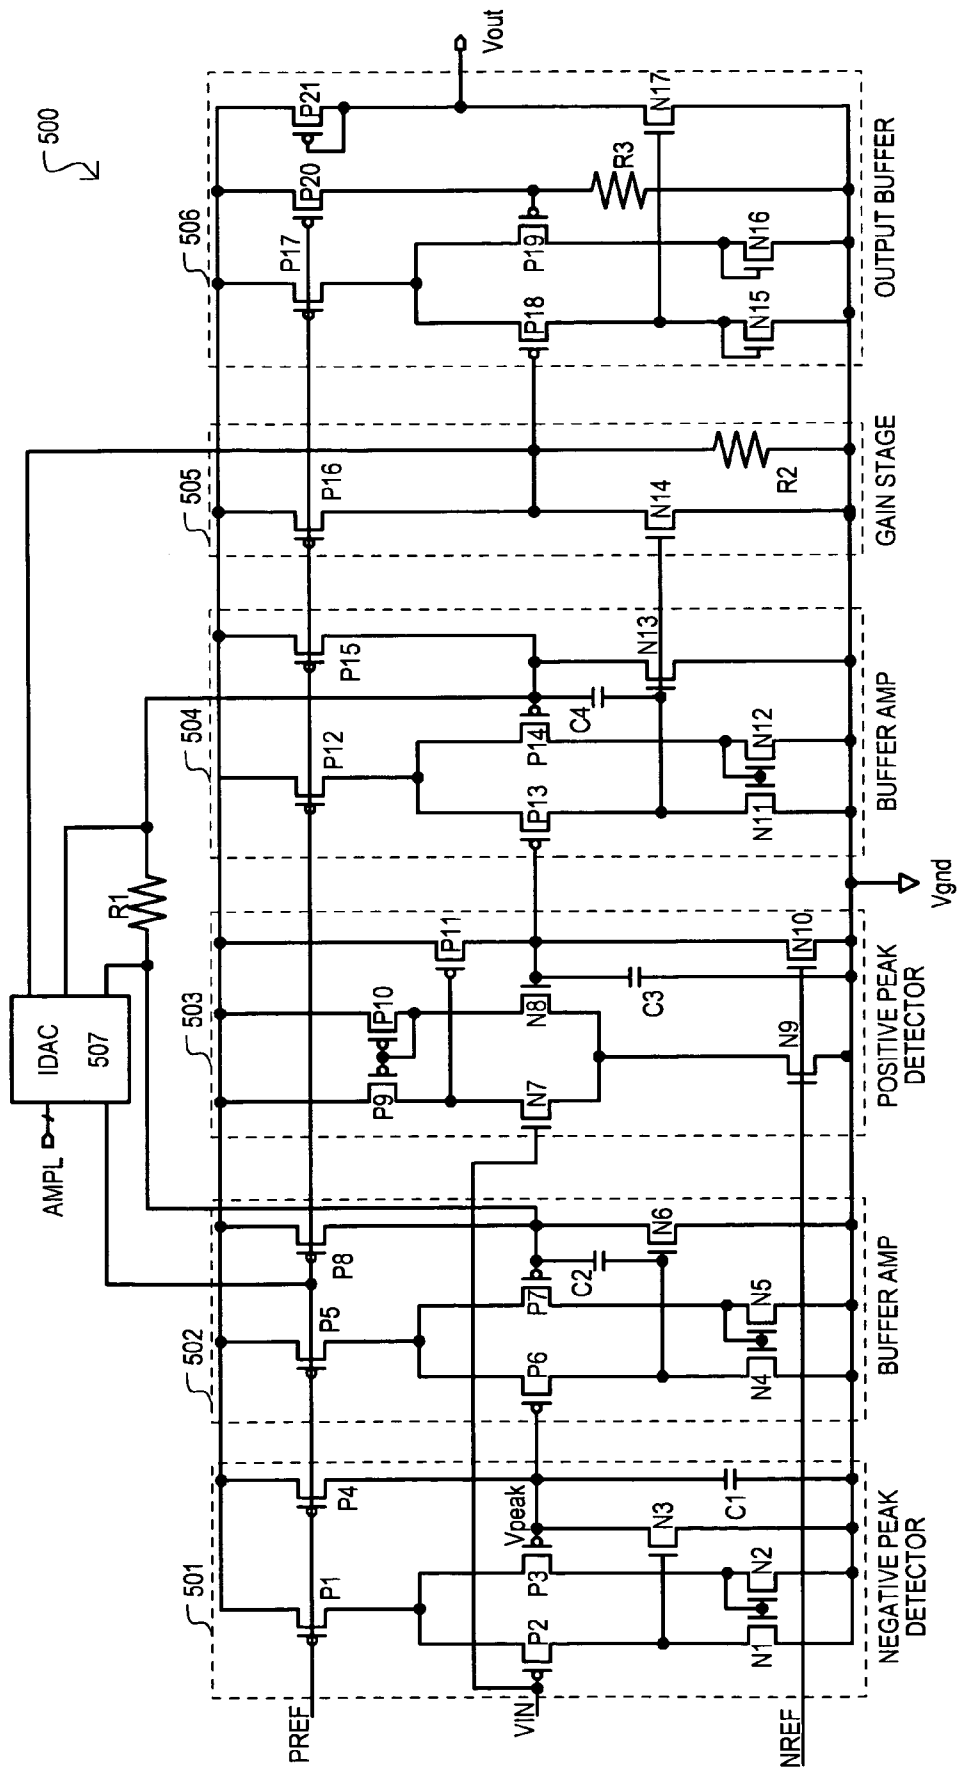 500
AMPL
IDAC
507
R1
501
502
503
504
505
506
PREF
VIN
NREF
P1
P2
P3
P4
Vpeak
N1
N2
N3
C1
NEGATIVE PEAK
DETECTOR
P5
P6
P7
P8
C2
N4
N5
N6
BUFFER AMP
P9
P10
P11
N7
N8
C3
N9
N10
POSITIVE PEAK
DETECTOR
Vgnd
P12
P13
P14
P15
C4
N11
N12
N13
BUFFER AMP
P16
N14
R2
GAIN STAGE
P17
P18
P19
P20
P21
R3
N15
N16
N17
OUTPUT BUFFER
Vout